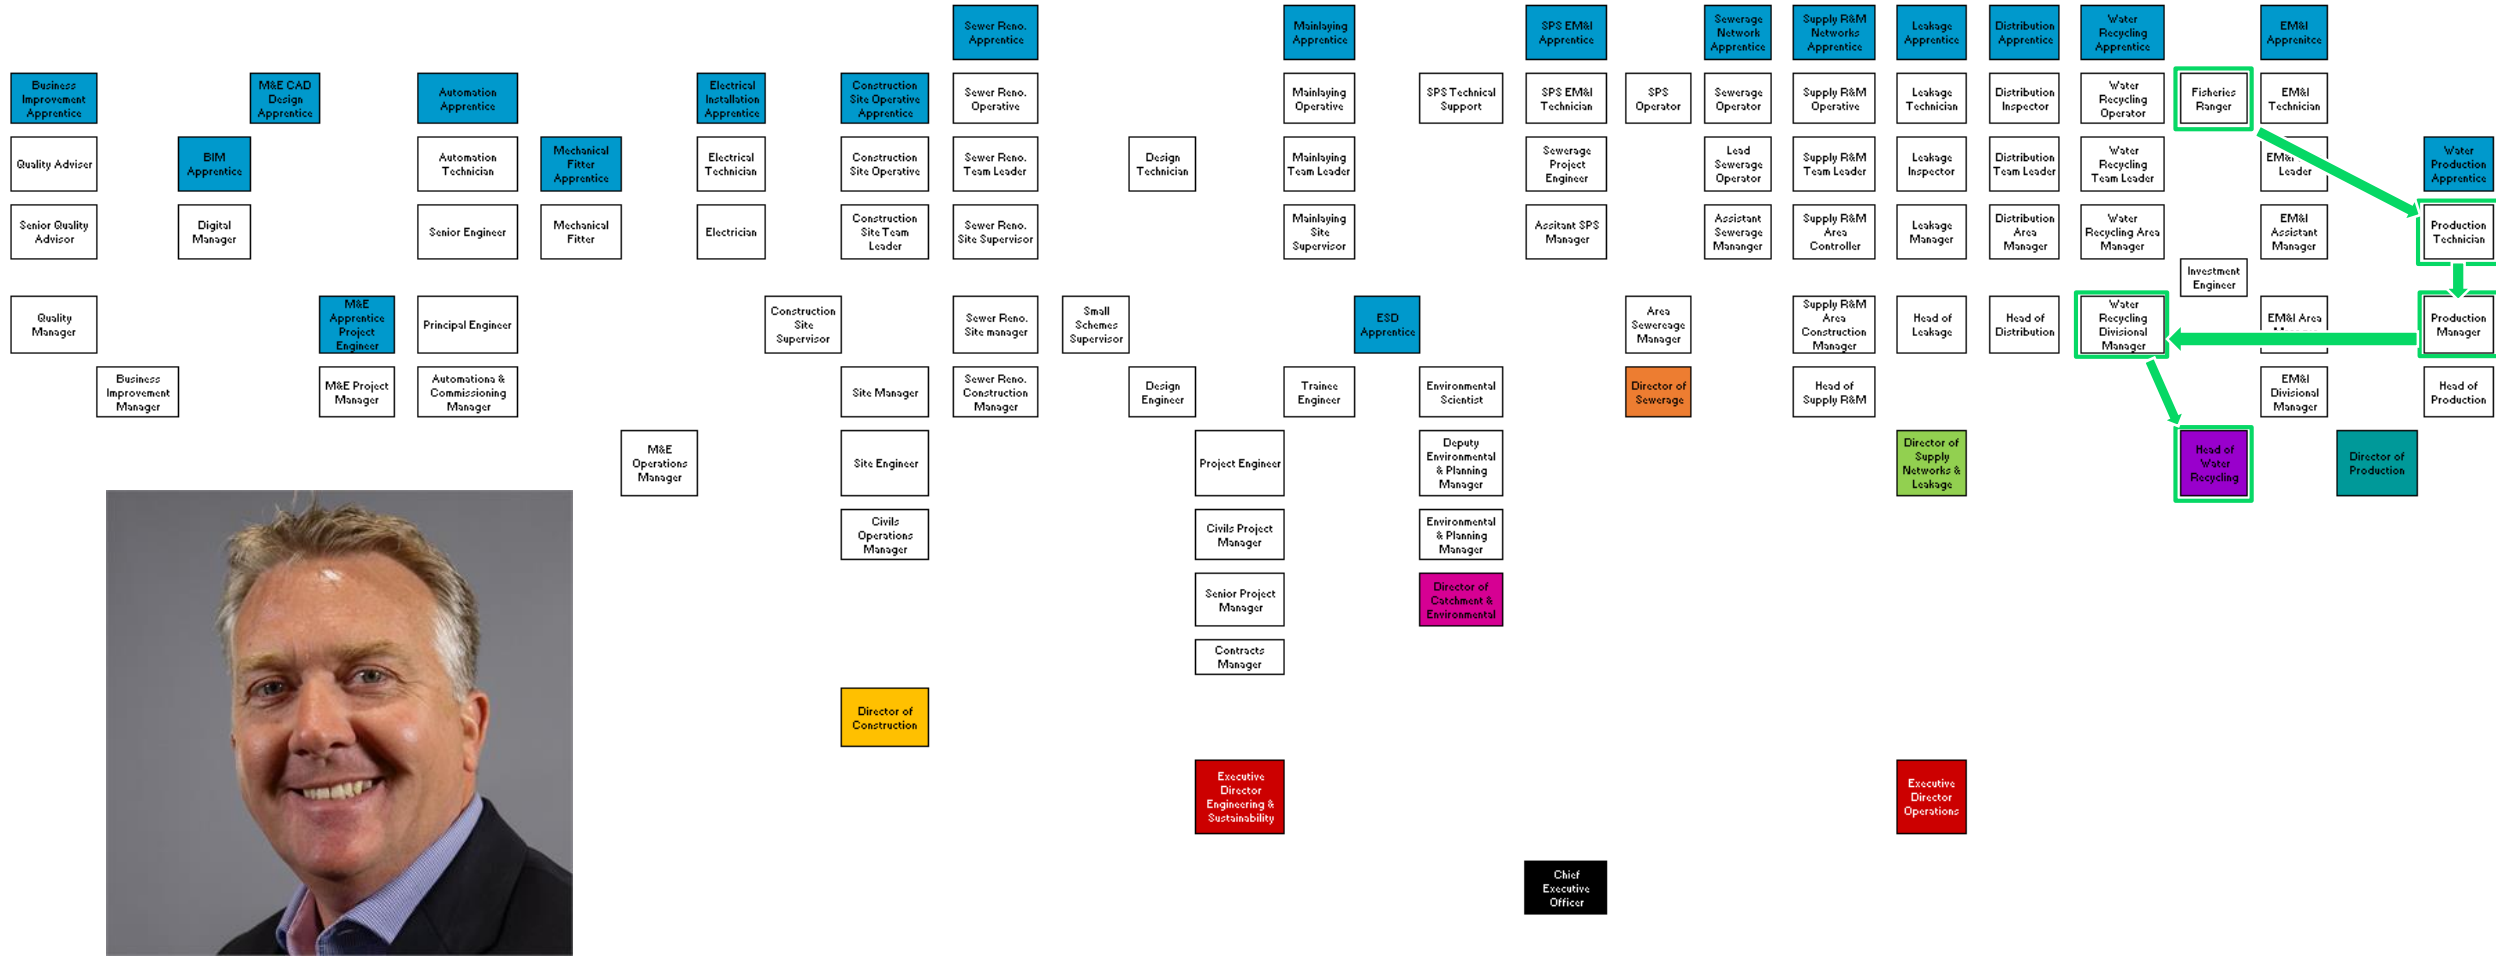 Sewer Reno.
Apprentice
Mainlaying
Apprentice
SPS EM&I
Apprentice
Sewerage
Network
Apprentice
Supply R&M
Networks
Apprentice
Leakage
Apprentice
Distribution
Apprentice
Water
Recycling
Apprentice
EM&I
Apprenitce
Business
Improvement
Apprentice
M&E CAD
Design
Apprentice
Automation
Apprentice
Electrical
Installation
Apprentice
Construction
Site Operative
Apprentice
Sewer Reno.
Operative
Mainlaying
Operative
SPS Technical
Support
SPS EM&I
Technician
SPS
Operator
Sewerage
Operator
Supply R&M
Operative
Leakage
Technician
Distribution
Inspector
Water
Recycling
Operator
Fisheries
Ranger
EM&I
Technician
Quality Adviser
BIM
Apprentice
Automation
Technician
Mechanical
Fitter
Apprentice
Electrical
Technician
Construction
Site Operative
Sewer Reno.
Team Leader
Design
Technician
Mainlaying
Team Leader
Sewerage
Project
Engineer
Lead
Sewerage
Operator
Supply R&M
Team Leader
Leakage
Inspector
Distribution
Team Leader
Water
Recycling
Team Leader
EM&I
Leader
Water
Production
Apprentice
Senior Quality
Advisor
Digital
Manager
Senior Engineer
Mechanical
Fitter
Electrician
Construction
Site Team
Leader
Sewer Reno.
Site Supervisor
Mainlaying
Site
Supervisor
Assitant SPS
Manager
Assistant
Sewerage
Mananger
Supply R&M
Area
Controller
Leakage
Manager
Distribution
Area
Manager
Water
Recycling Area
Manager
EM&I
Assistant
Manager
Production
Technician
Investment
Engineer
Quality
Manager
M&E
Apprentice
Project
Engineer
Principal Engineer
Construction
Site
Supervisor
Sewer Reno.
Site manager
Small
Schemes
Supervisor
ESD
Apprentice
Area
Sewereage
Manager
Supply R&M
Area
Construction
Manager
Head of
Leakage
Head of
Distribution
Water
Recycling
Divisional
Manager
EM&I Area
Production
Manager
Business
Improvement
Manager
M&E Project
Manager
Automationa &
Commissioning
Manager
Site Manager
Sewer Reno.
Construction
Manager
Design
Engineer
Trainee
Engineer
Environmental
Scientist
Director of
Sewerage
Head of
Supply R&M
EM&I
Divisional
Manager
Head of
Production
M&E
Operations
Manager
Site Engineer
Project Engineer
Deputy
Environmental
& Planning
Manager
Director of
Supply
Networks &
Leakage
Head of
Water
Recycling
Director of
Production
Civils
Operations
Manager
Civils Project
Manager
Environmental
& Planning
Manager
Senior Project
Manager
Director of
Catchment &
Environmental
Contracts
Manager
Director of
Construction
Executive
Director
Engineering &
Sustainability
Executive
Director
Operations
Chief
Executive
Officer